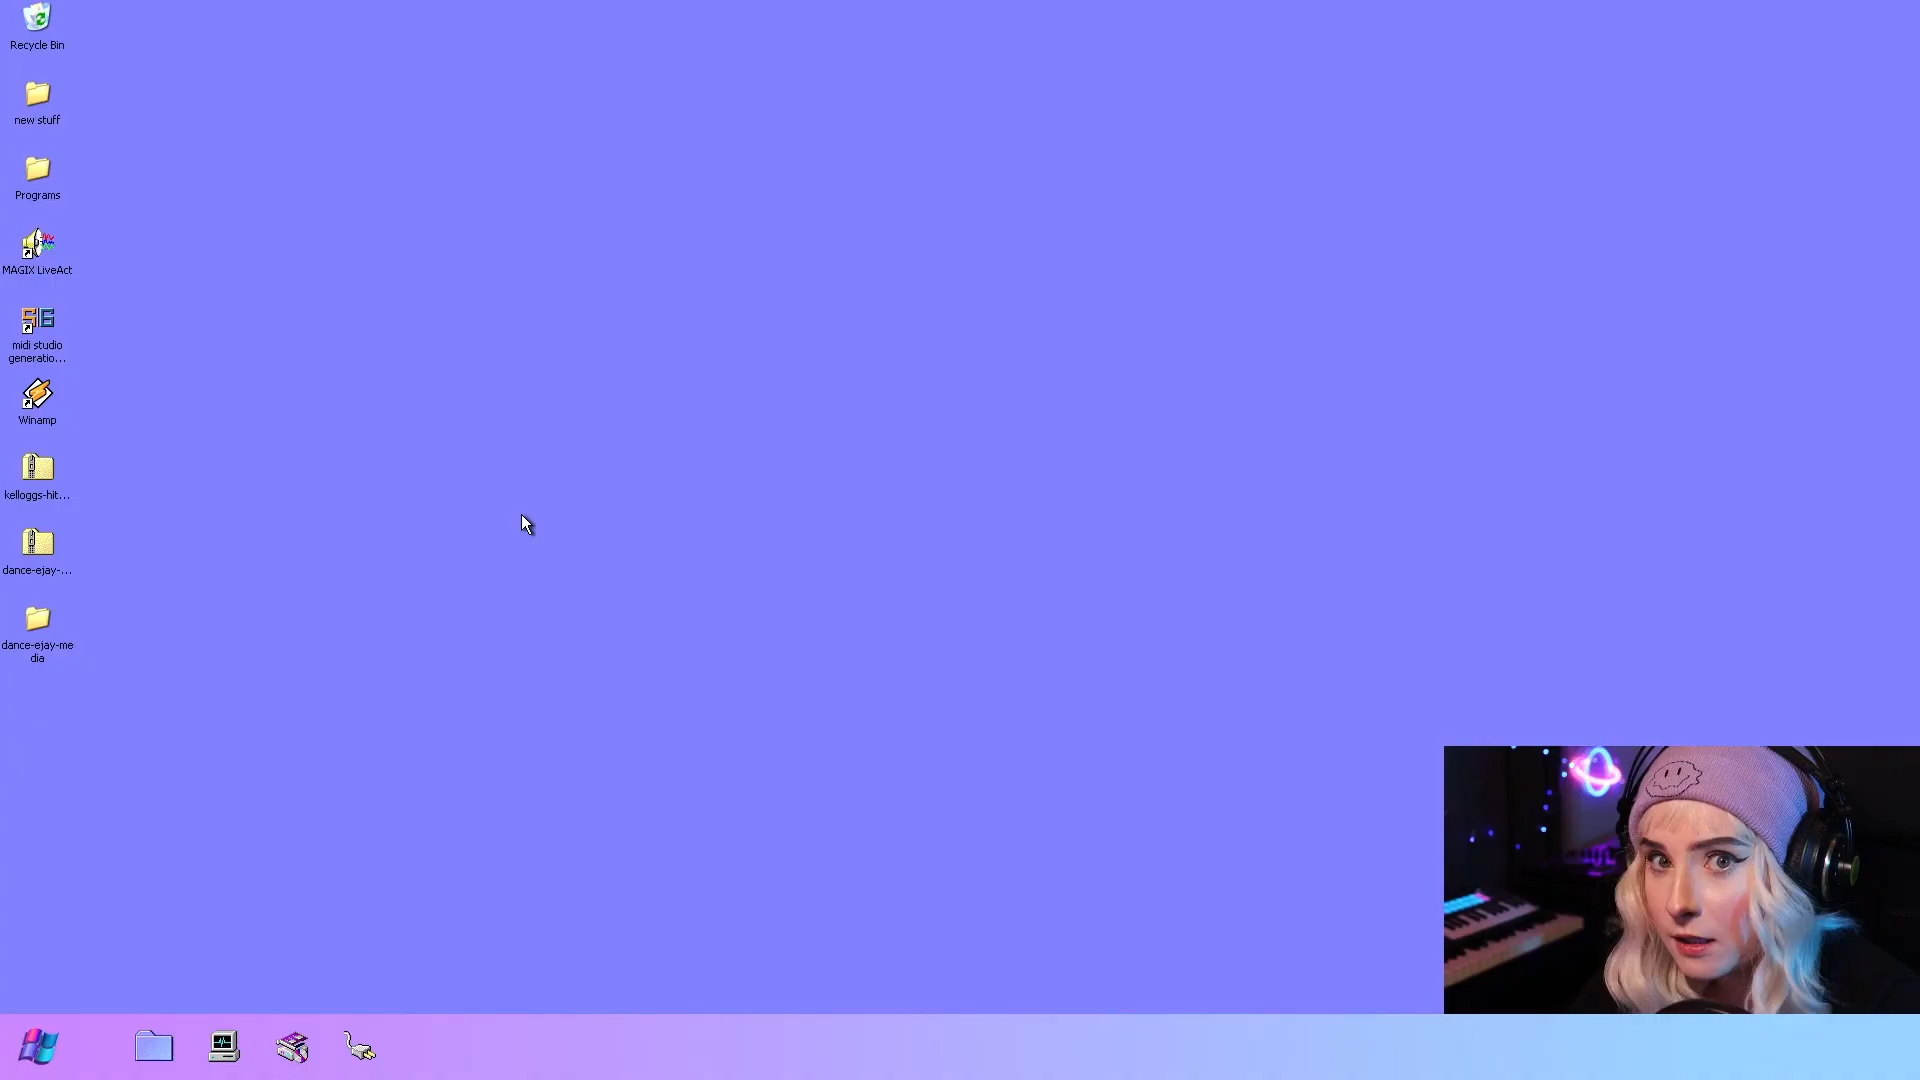 Recycle Bin
new stuff
Programs
MAGIX LiveAct
midi studio
generatio...
Winamp
kelloggs-hit...
dance-ejay-...
dance-ejay-me
dia